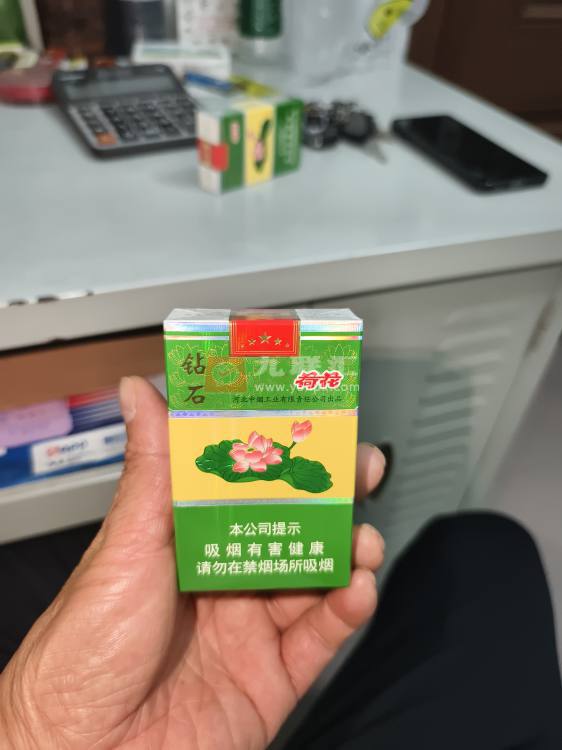 钻石
荷花
河北中烟工业有限责任公司出品
本公司提示
吸烟有害健康
请勿在禁烟场所吸烟